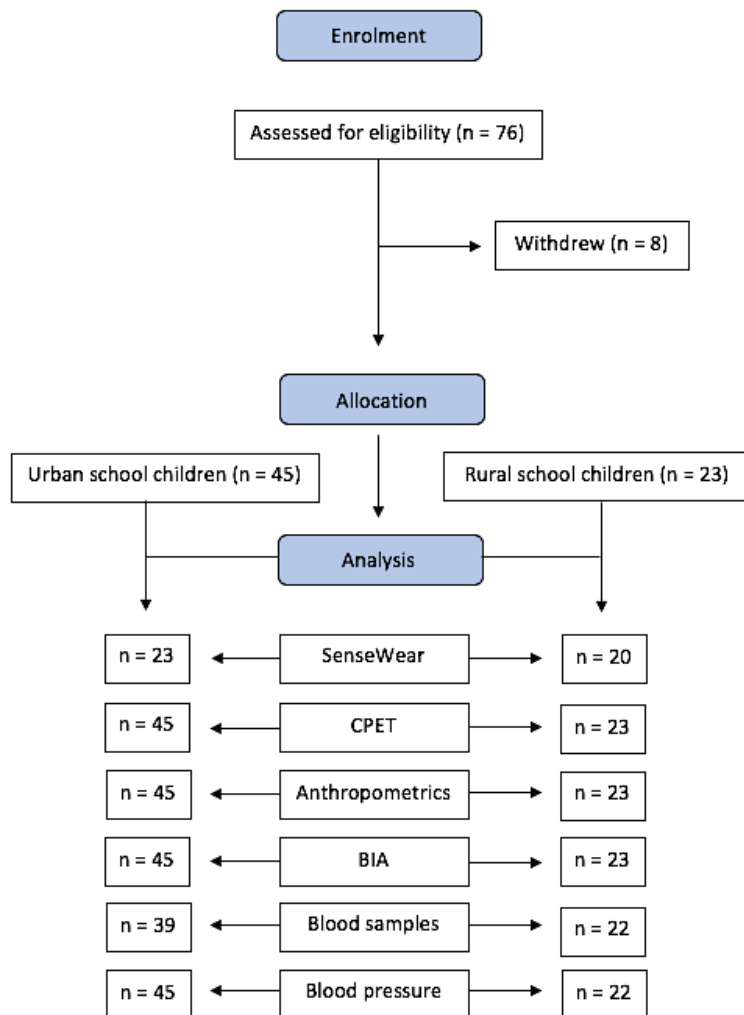 Enrolment
Assessed for eligibility (n = 76)
Withdrew (n = 8)
Allocation
Urban school children (n = 45)
Rural school children (n = 23)
Analysis
n = 23
SenseWear
n = 20
n = 45
CPET
n = 23
n = 45
Anthropometrics
n = 23
n = 45
BIA
n = 23
n = 39
Blood samples
n = 22
n = 45
Blood pressure
n = 22